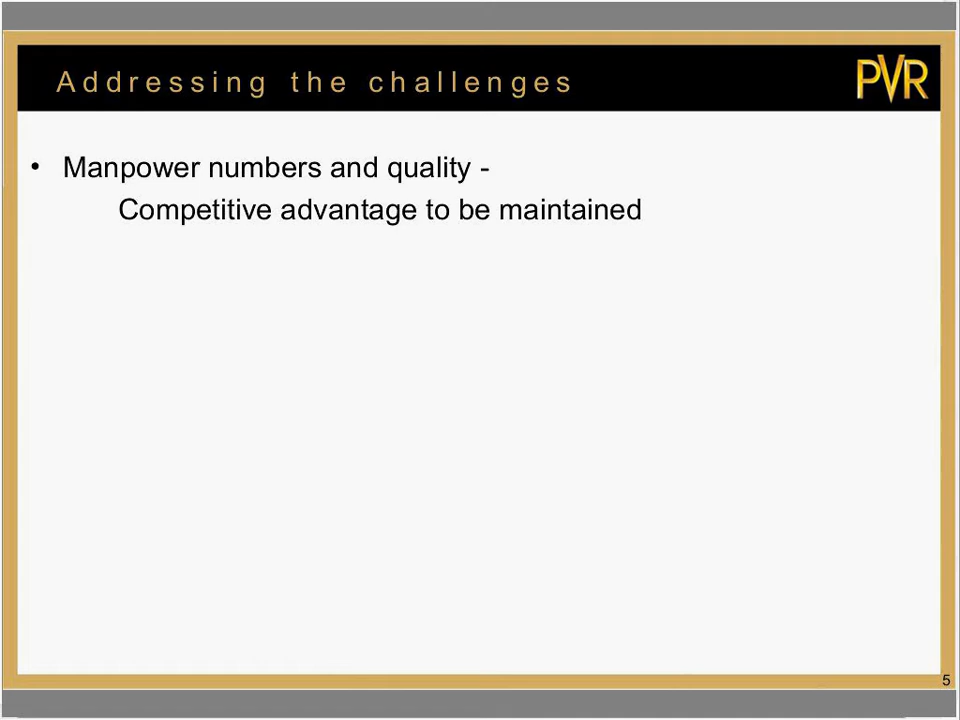 Addressing the challenges
PVR
• Manpower numbers and quality -
Competitive advantage to be maintained
5